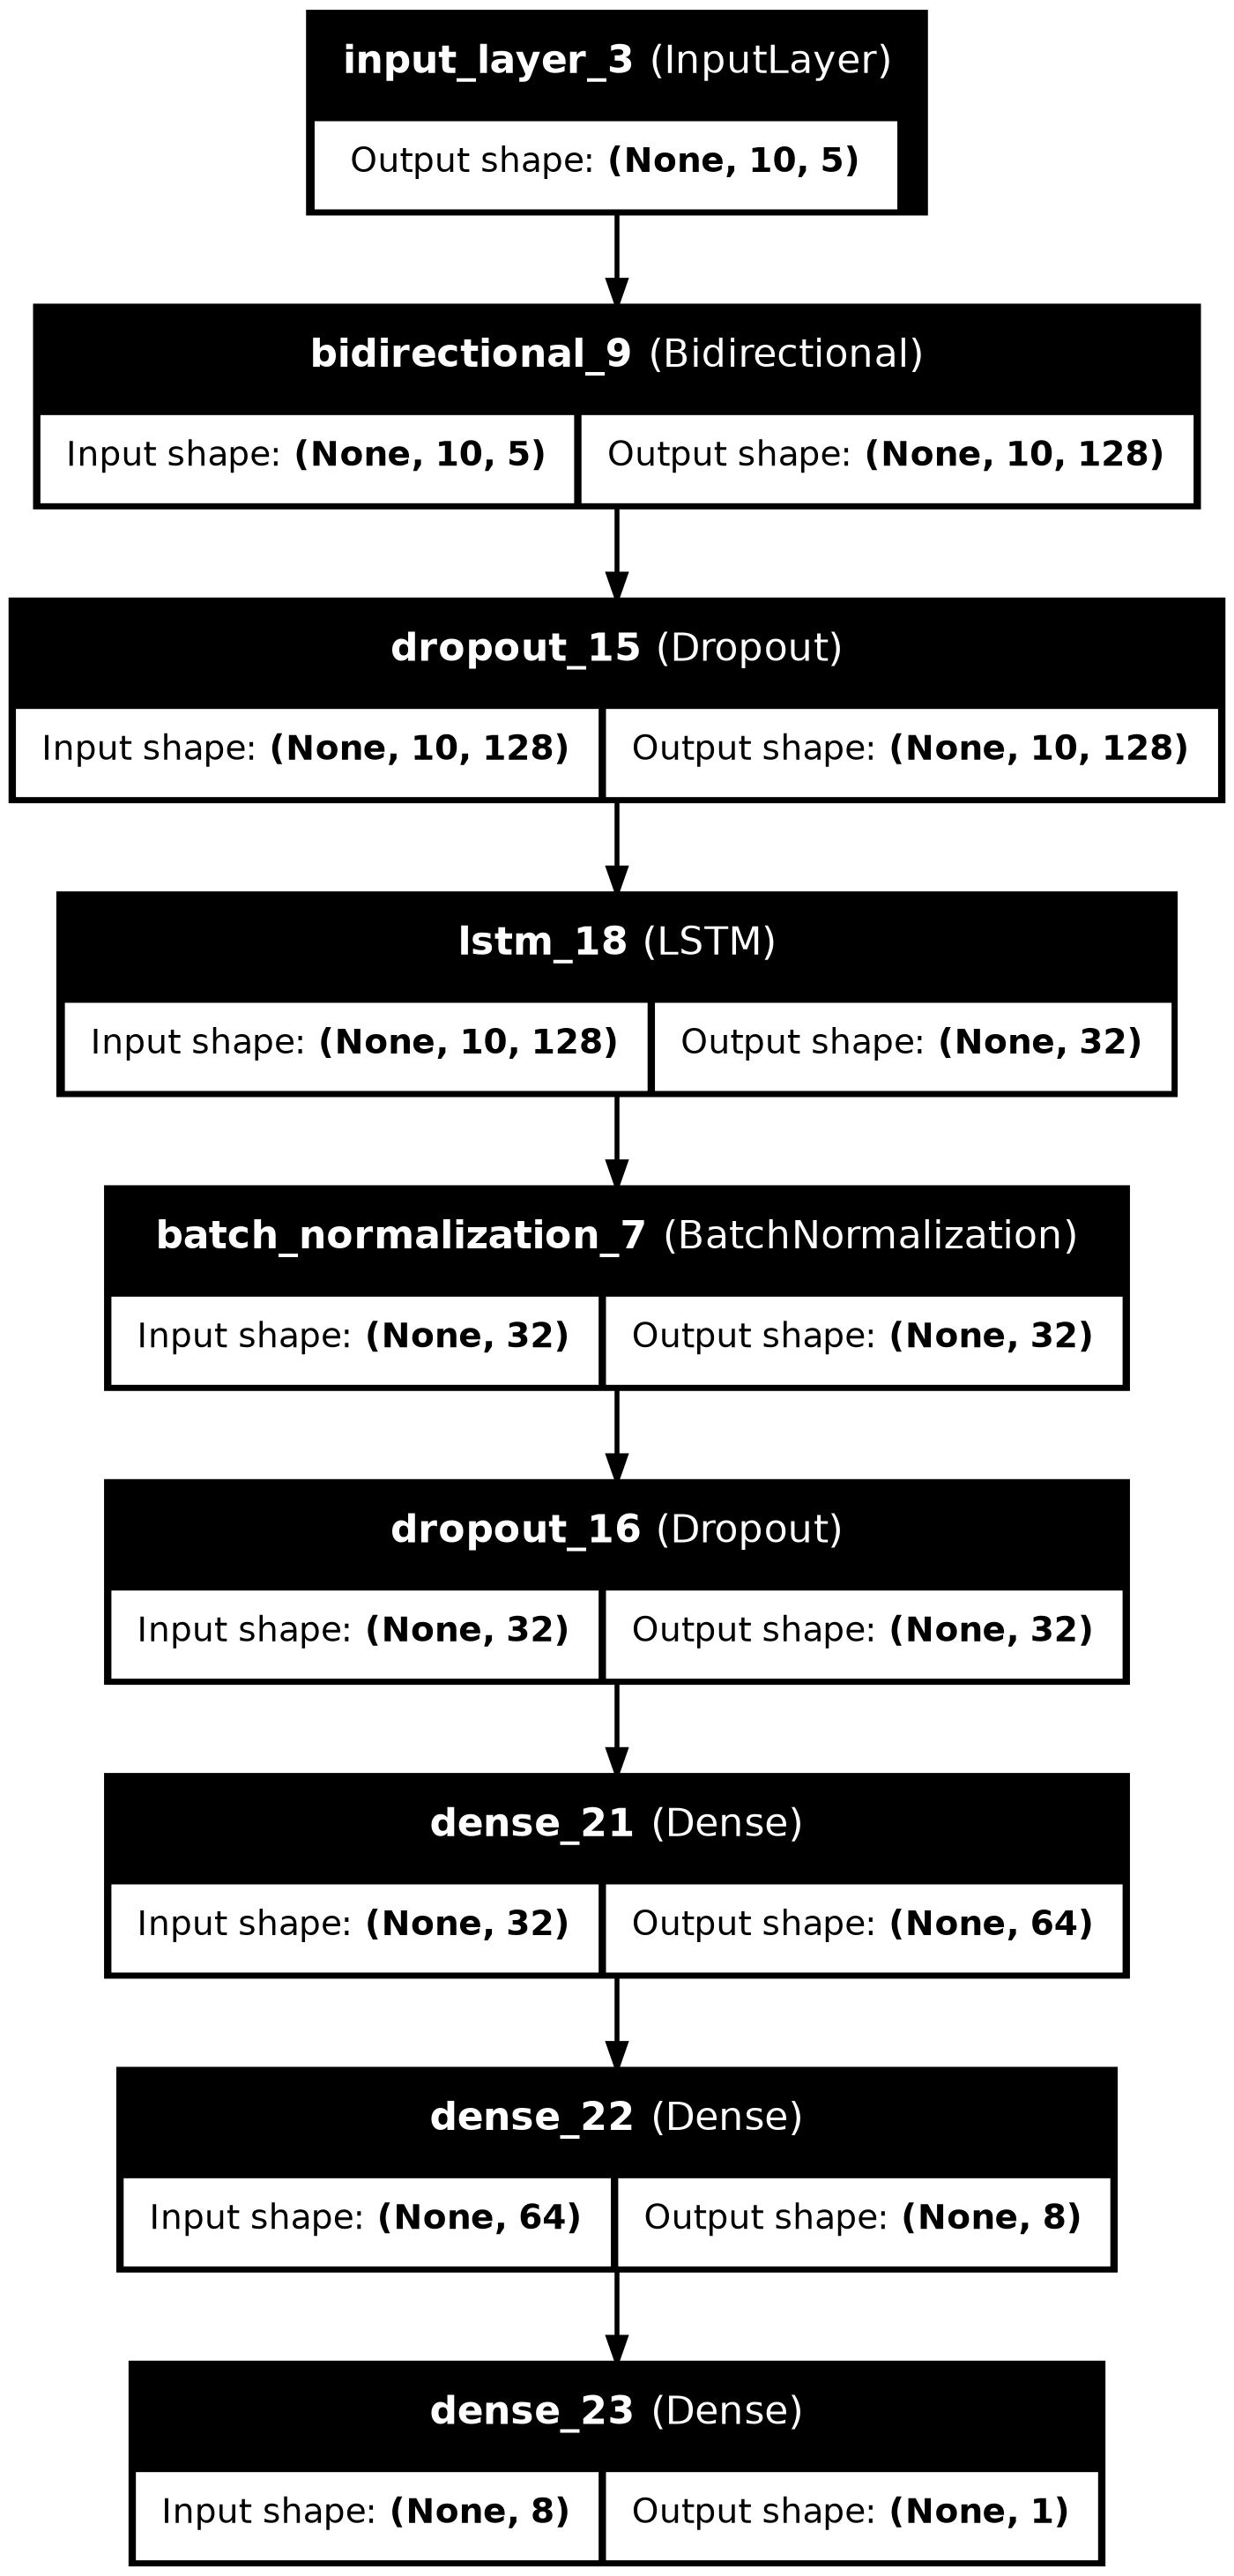 input_layer_3 (InputLayer)
Output shape: (None, 10, 5)
bidirectional_9 (Bidirectional)
Input shape: (None, 10, 5) Output shape: (None, 10, 128)
dropout_15 (Dropout)
Input shape: (None, 10, 128) Output shape: (None, 10, 128)
lstm_18 (LSTM)
Input shape: (None, 10, 128) Output shape: (None, 32)
batch_normalization_7 (BatchNormalization)
Input shape: (None, 32) Output shape: (None, 32)
dropout_16 (Dropout)
Input shape: (None, 32) Output shape: (None, 32)
dense_21 (Dense)
Input shape: (None, 32) Output shape: (None, 64)
dense_22 (Dense)
Input shape: (None, 64) Output shape: (None, 8)
dense_23 (Dense)
Input shape: (None, 8) Output shape: (None, 1)